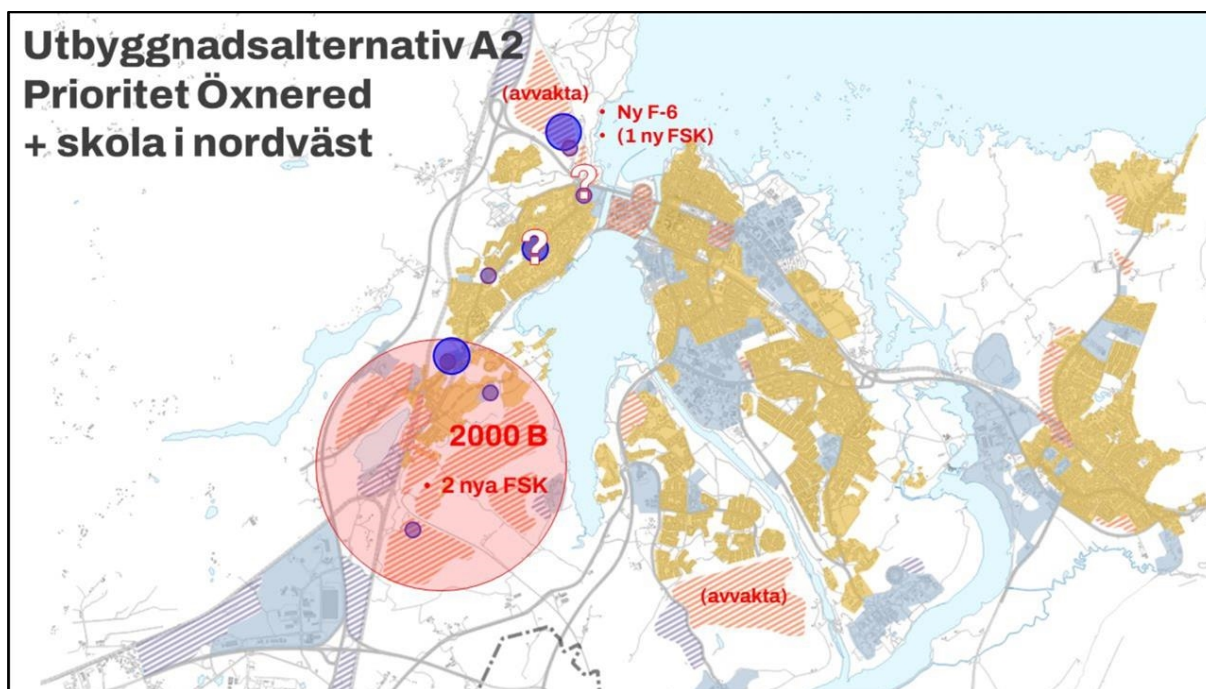 Utbyggnadsalternativ A2
Prioritet Öxnered
+ skola i nordväst
(avvakta)
• Ny F-6
• (1 ny FSK)
?
?
2000 B
• 2 nya FSK
(avvakta)